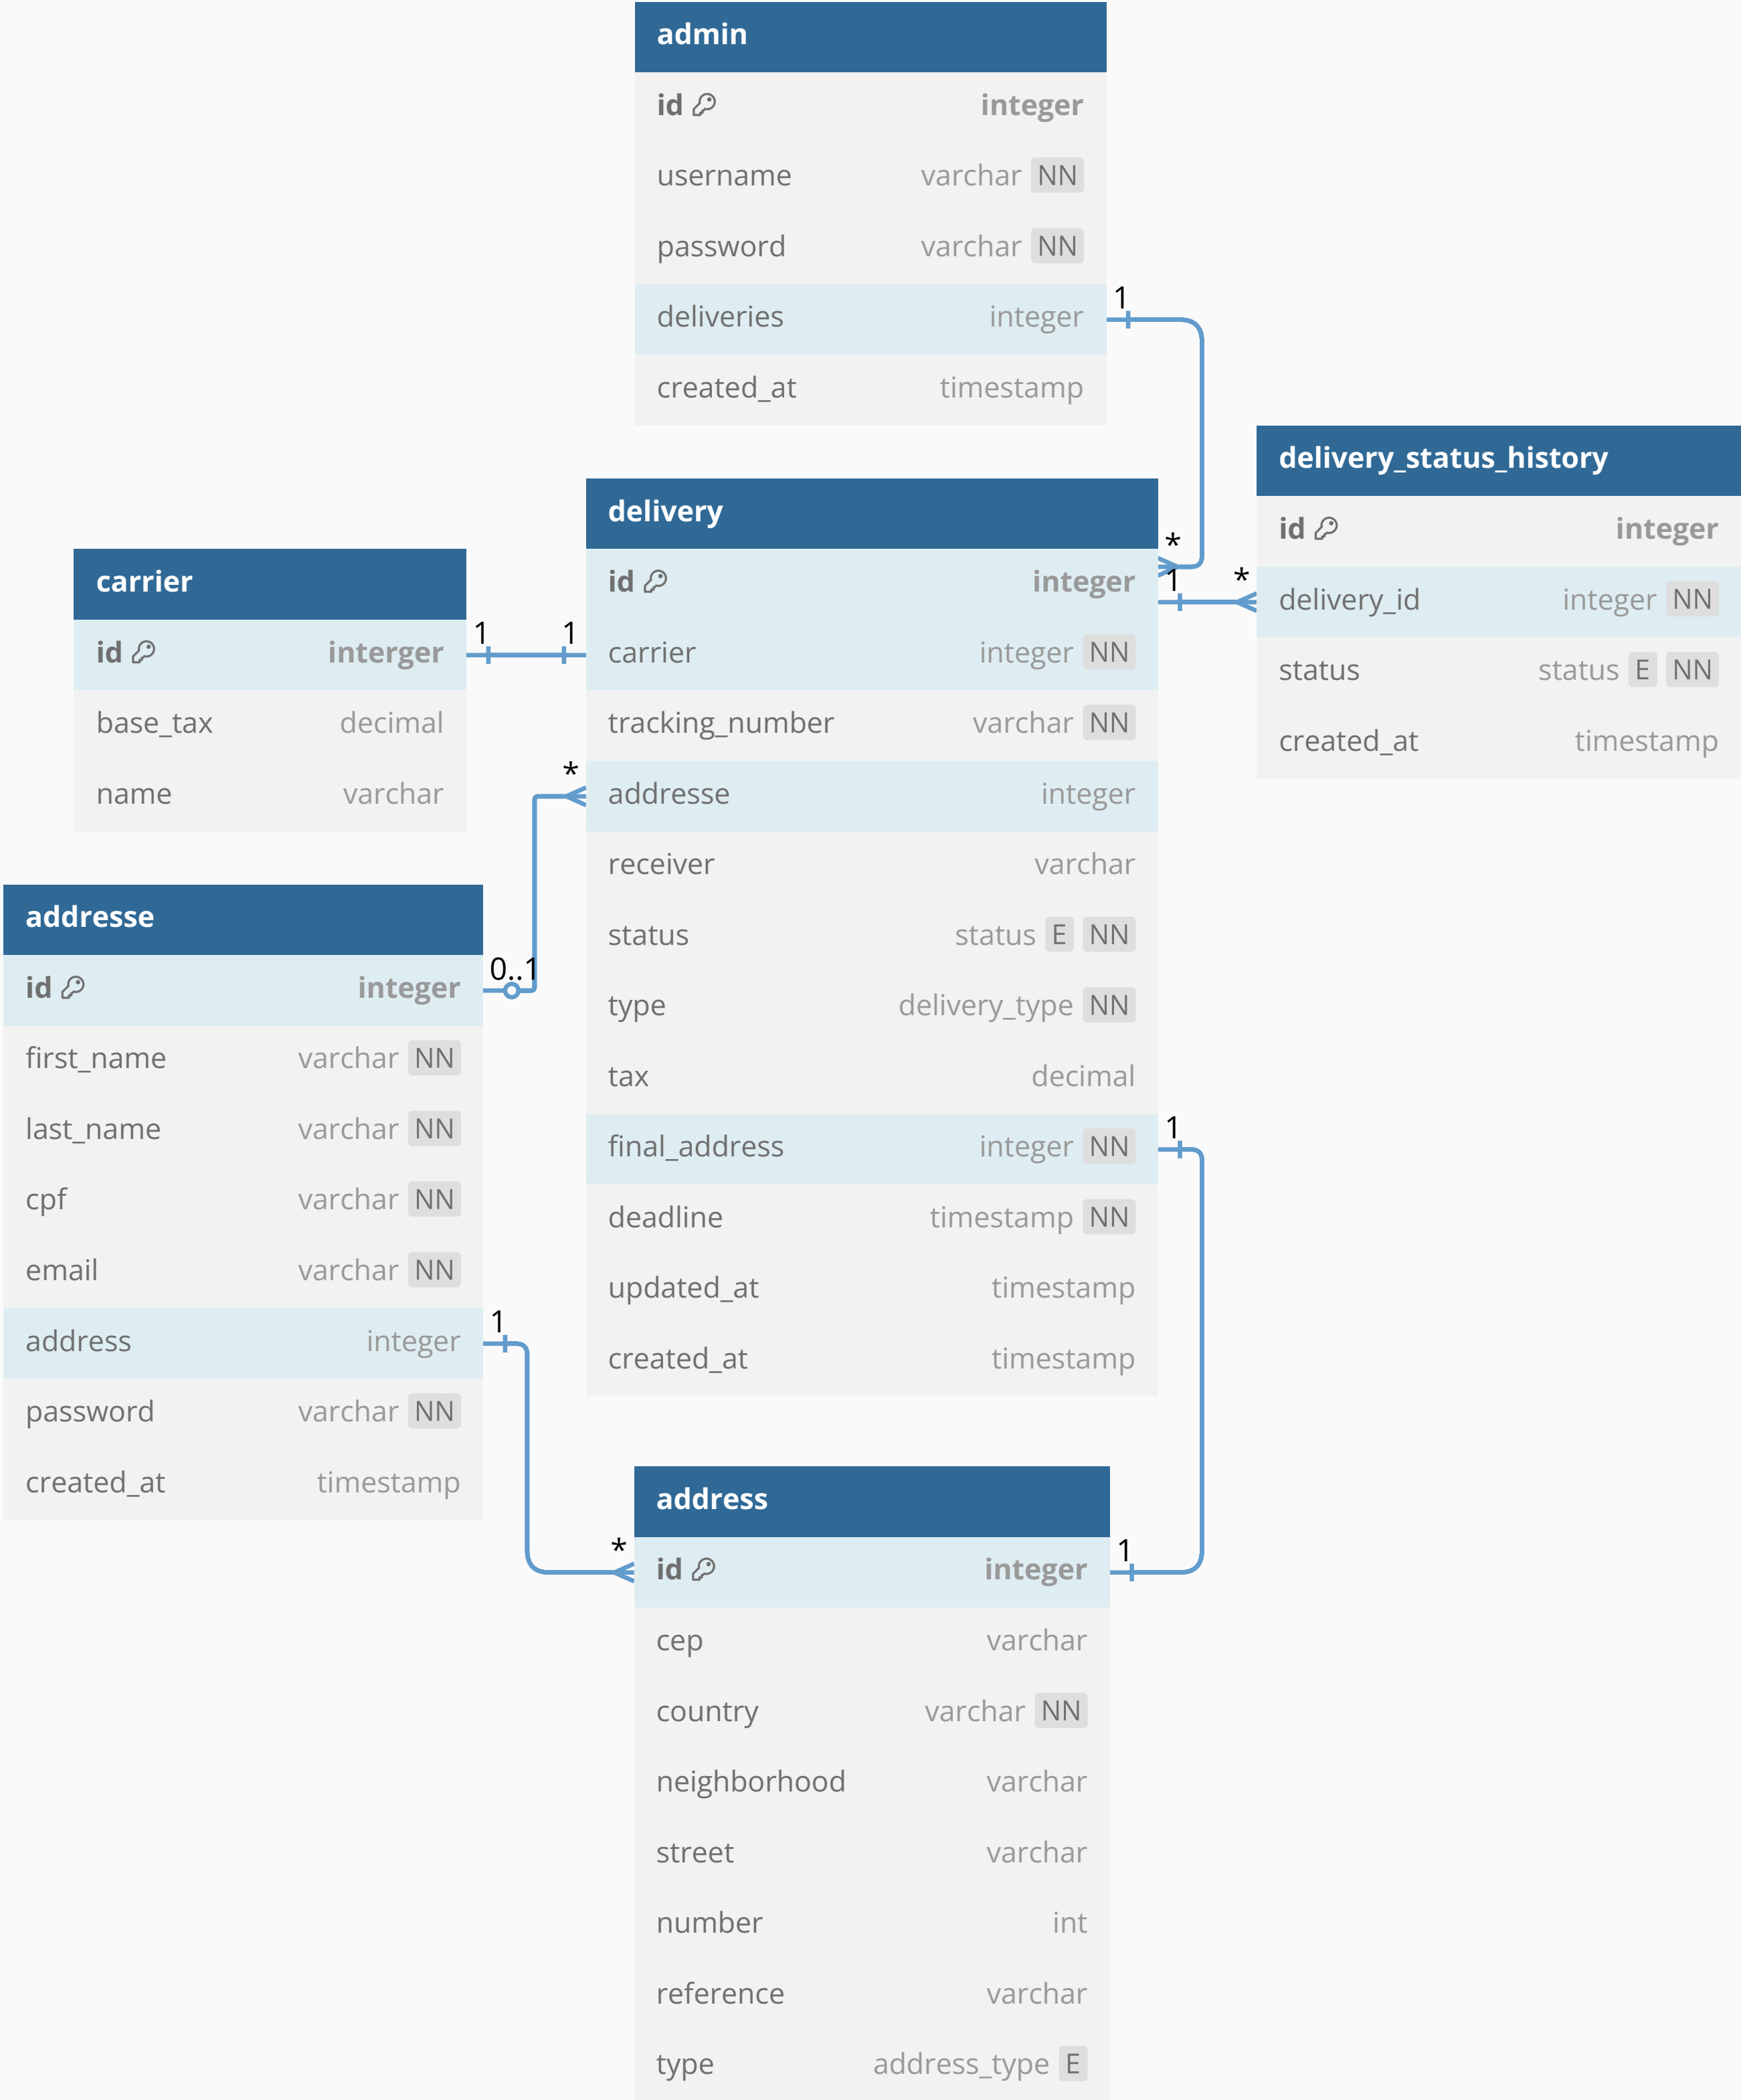 admin
id integer
username varchar NN
password varchar NN
deliveries integer
created_at timestamp
1
delivery_status_history
id integer
delivery_id integer NN
status status E NN
created_at timestamp
*
1
*
delivery
id integer
carrier integer NN
tracking_number varchar NN
addresse integer
receiver varchar
status status E NN
type delivery_type NN
tax decimal
final_address integer NN
deadline timestamp NN
updated_at timestamp
created_at timestamp
carrier
id interger
base_tax decimal
name varchar
1
1
*
addresse
id integer
first_name varchar NN
last_name varchar NN
cpf varchar NN
email varchar NN
address integer
password varchar NN
created_at timestamp
0..1
1
1
*
1
address
id integer
cep varchar
country varchar NN
neighborhood varchar
street varchar
number int
reference varchar
type address_type E